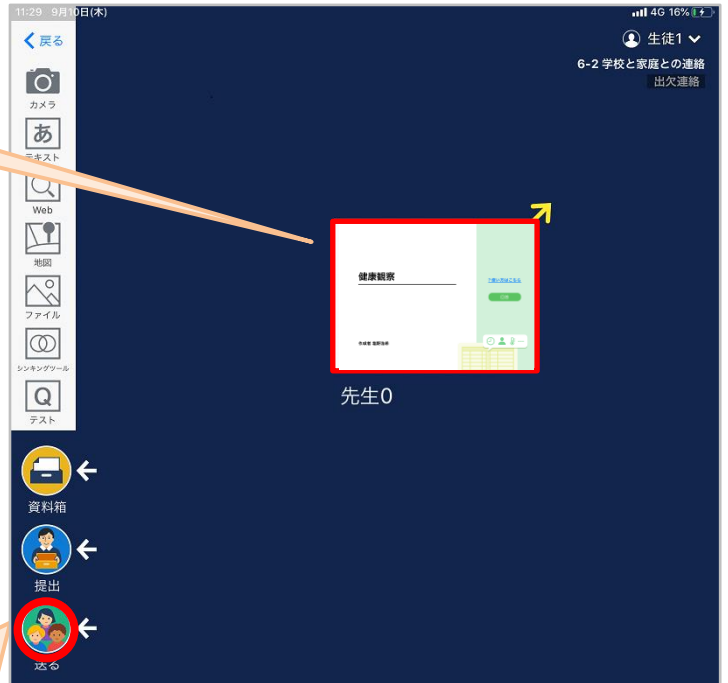 11:29 9月10日(木)
4G 16%
戻る
生徒1
6-2 学校と家庭との連絡
出欠連絡
カメラ
あ
テキスト
Web
地図
ファイル
シンキングツール
Q
テスト
健康観察
先生0
資料箱
提出
送る